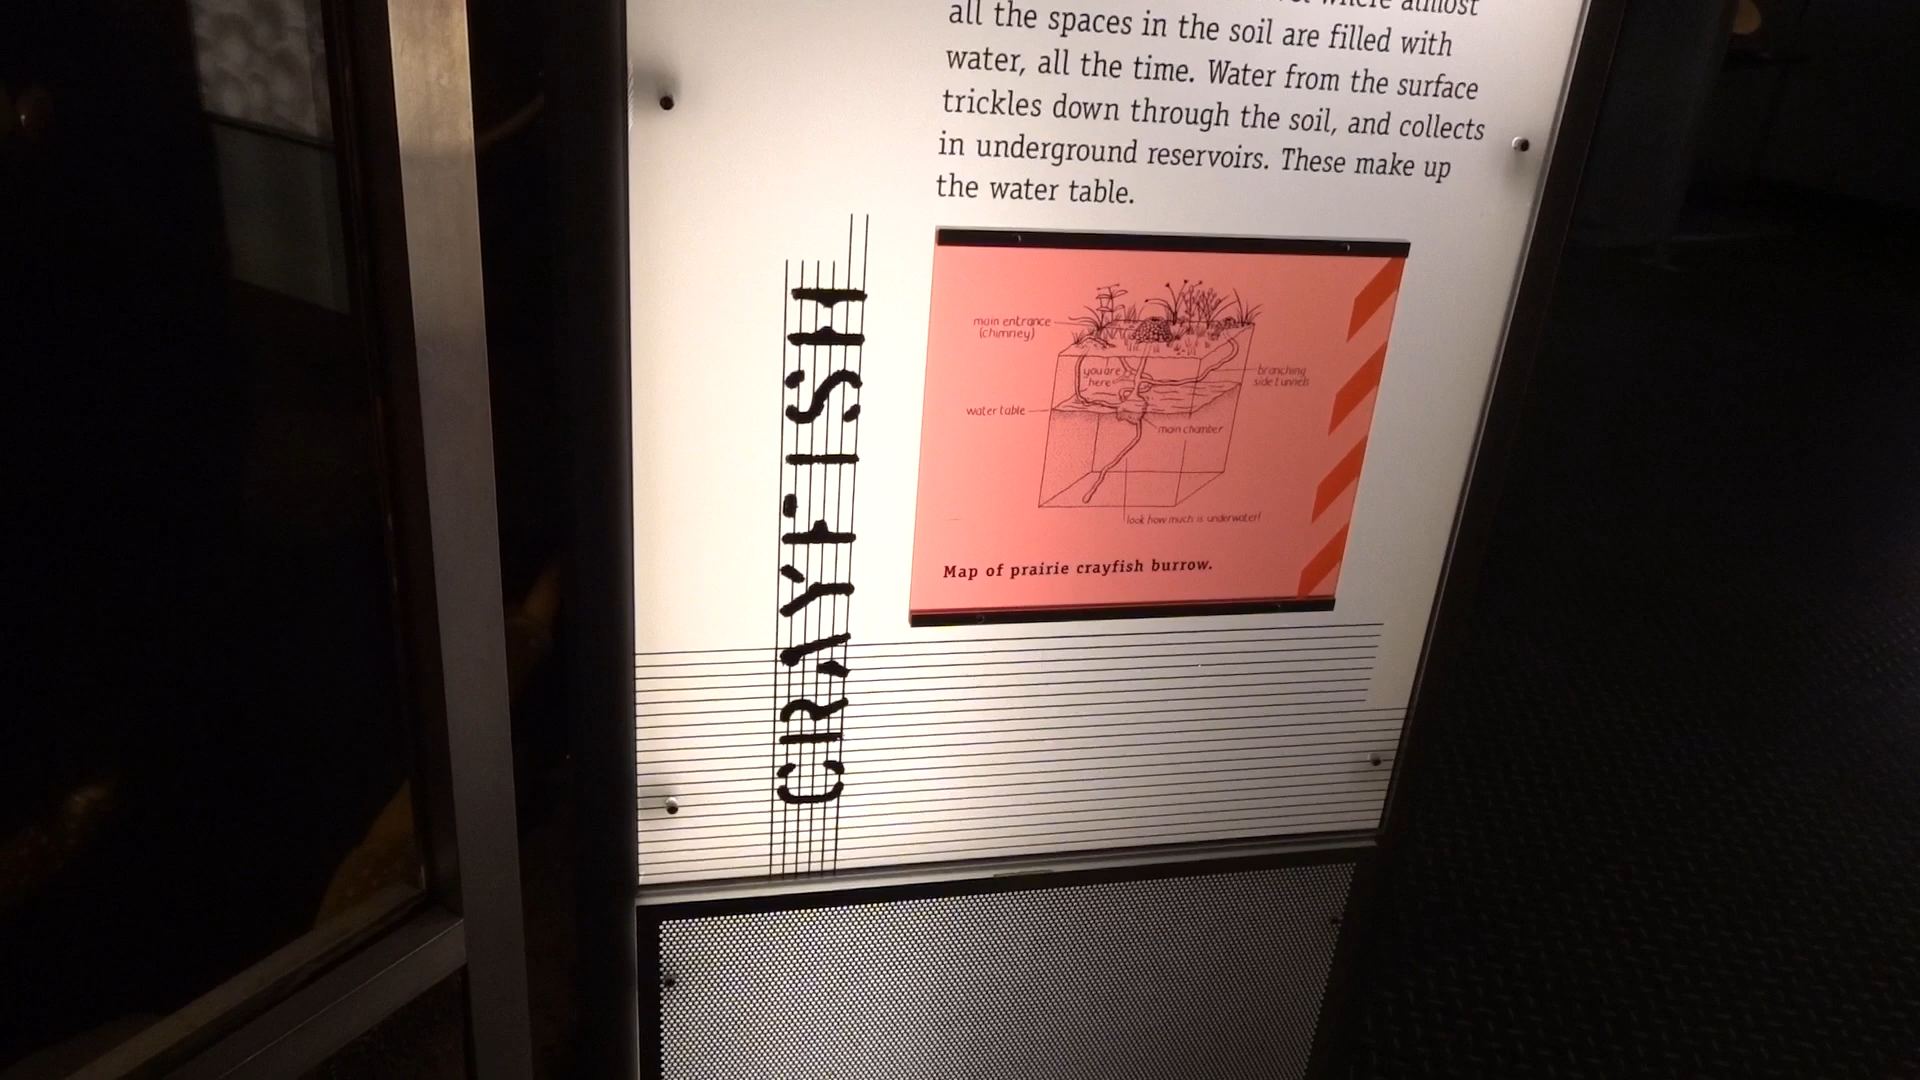 where almost
all the spaces in the soil are filled with
water, all the time. Water from the surface
trickles down through the soil, and collects
in underground reservoirs. These make up
the water table.
CRAYFISH
main entrance
(chimney)
you are
here
branching
side tunnels
water table
main chamber
look how much is underwater!
Map of prairie crayfish burrow.